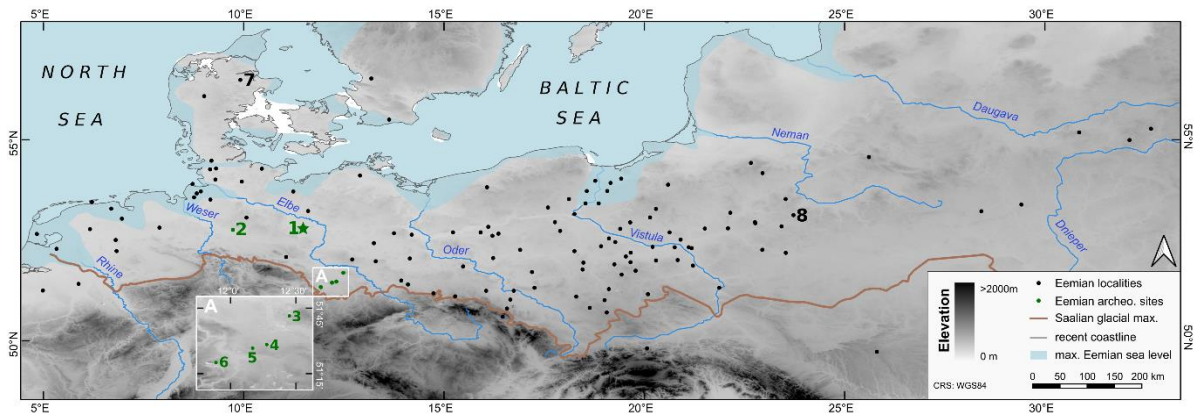 5°E 10°E 15°E 20°E 25°E 30°E
NORTH
SEA
7
BALTIC
SEA
Daugava
Neman
55°N 55°N
Weser
Elbe
2
1
8
Oder
Vistula
Dnieper
Rhine
A
12°0' 12°30'
A
3
51°45'
4
5
6
51°15'
50°N 50°N
Elevation
>2000m
0 m
CRS: WGS84
Eemian localities
Eemian archeo. sites
Saalian glacial max.
recent coastline
max. Eemian sea level
0 50 100 150 200 km
5°E 10°E 15°E 20°E 25°E 30°E